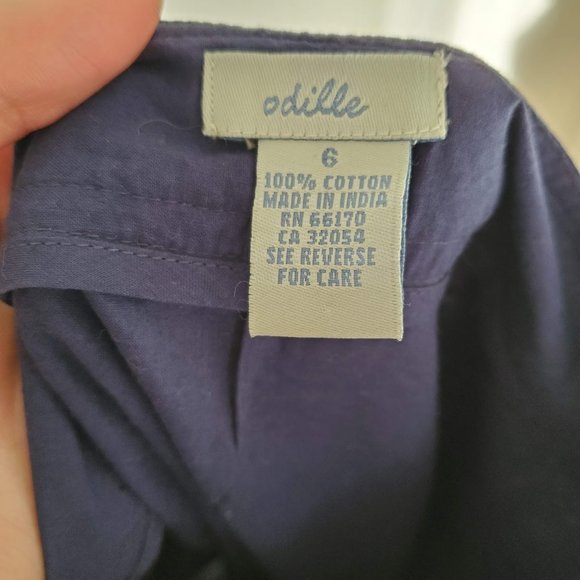 odille
6
100% COTTON
MADE IN INDIA
RN 66170
CA 32054
SEE REVERSE
FOR CARE